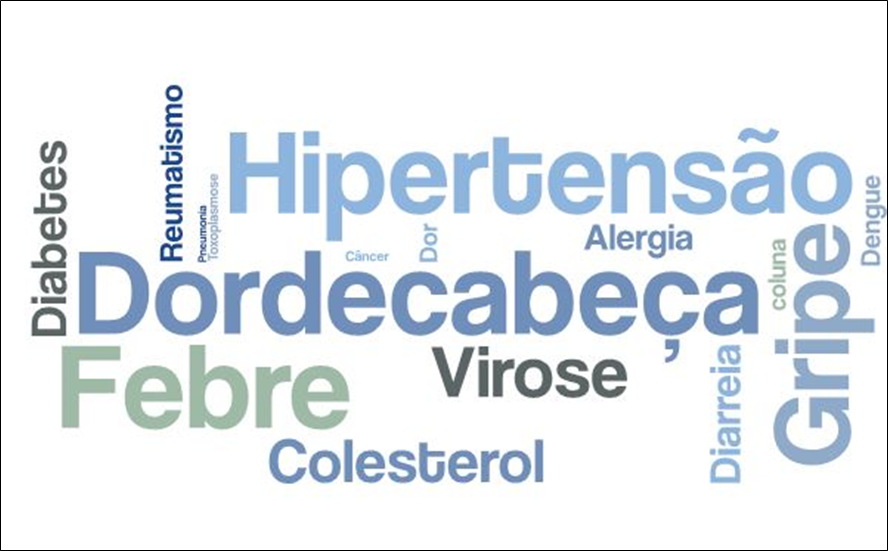 Diabetes
Reumatismo
Pneumonia
Toxoplasmose
Hipertensão
Dengue
Câncer
Dor
Alergia
coluna
Dordecabeça
Gripe
Febre
Virose
Diarreia
Colesterol